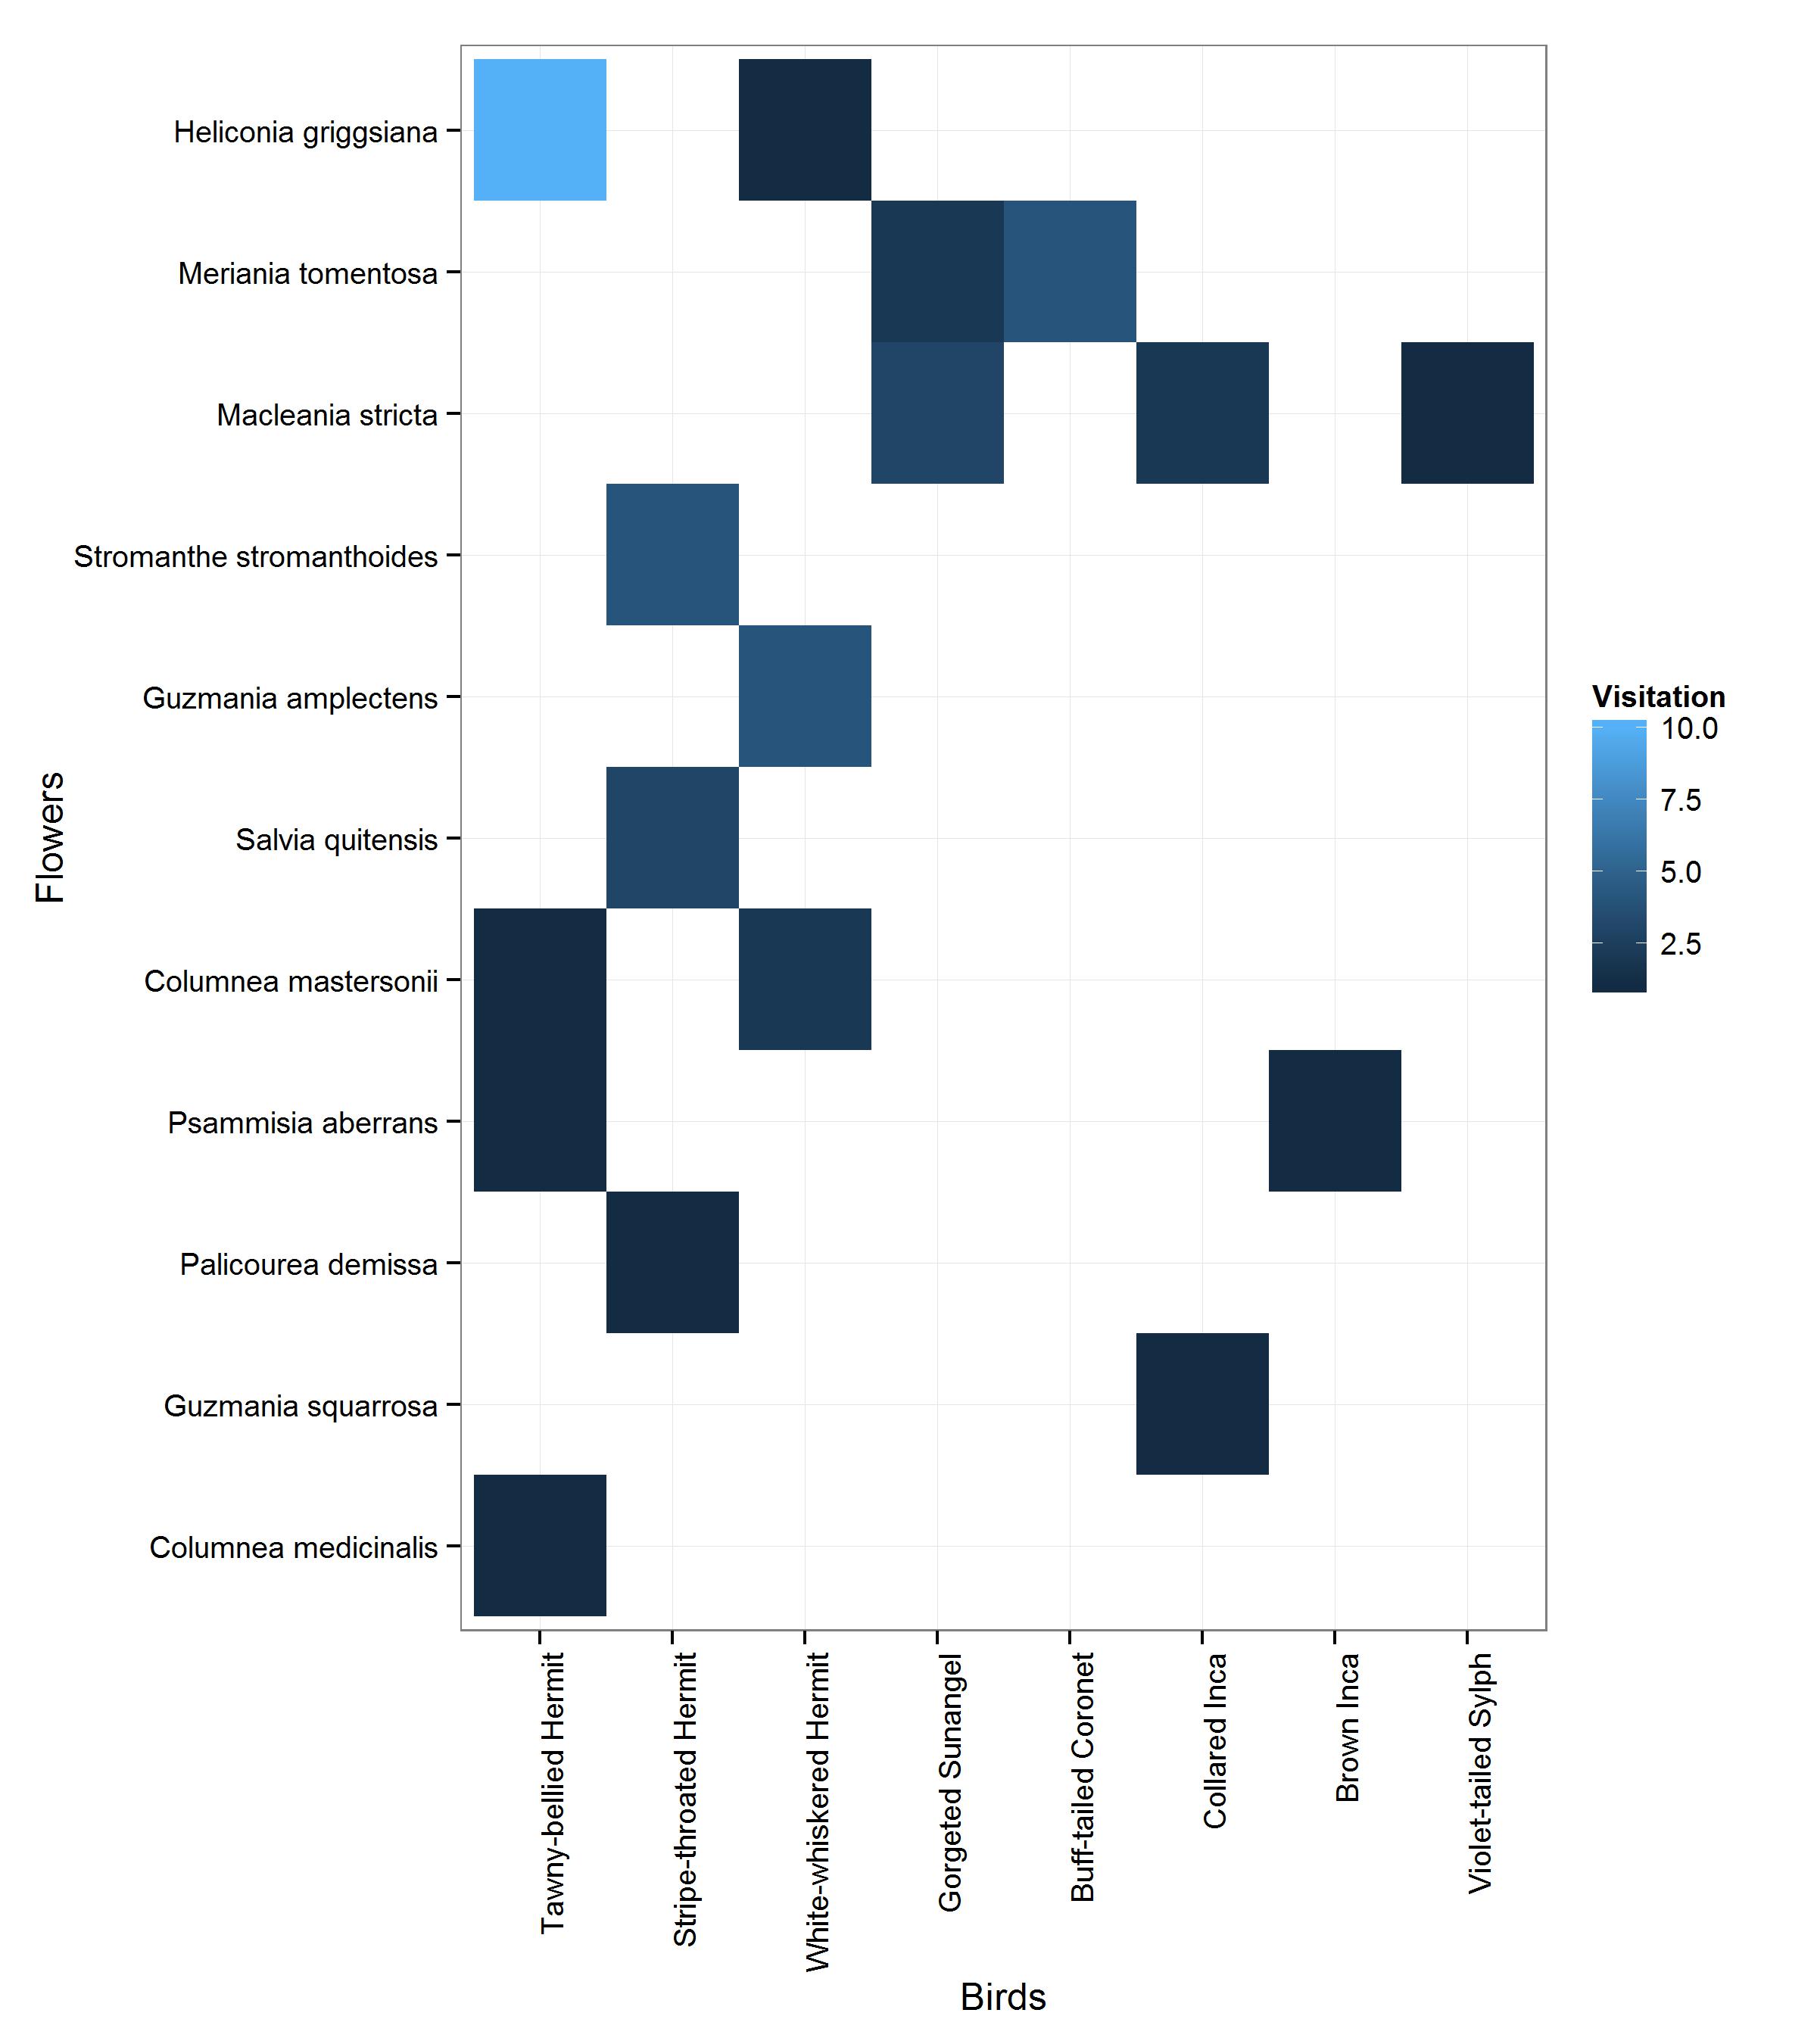 Heliconia griggsiana
Meriania tomentosa
Macleania stricta
Stromanthe stromanthoides
Guzmania amplectens
Salvia quitensis
Columnea mastersonii
Psammisia aberrans
Palicourea demissa
Guzmania squarrosa
Columnea medicinalis
Flowers
Tawny-bellied Hermit
Stripe-throated Hermit
White-whiskered Hermit
Gorgeted Sunangel
Buff-tailed Coronet
Collared Inca
Brown Inca
Violet-tailed Sylph
Birds
Visitation
10.0
7.5
5.0
2.5